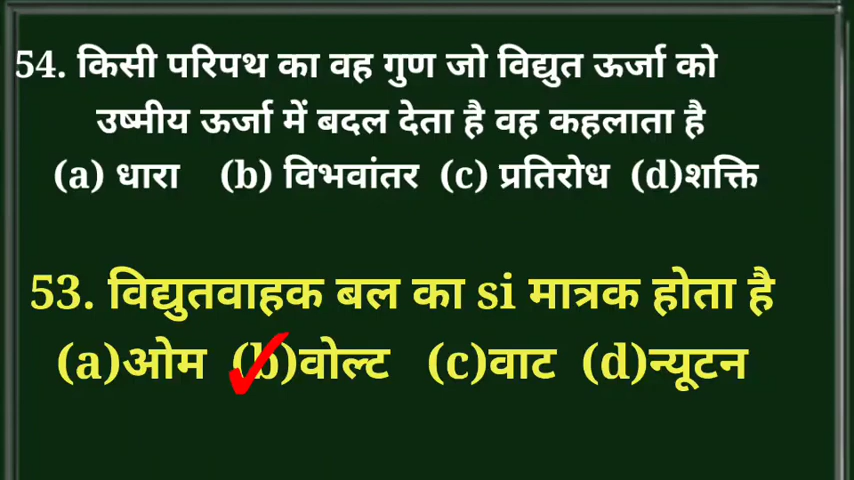 54. किसी परिपथ का वह गुण जो विद्युत ऊर्जा को
उष्मीय ऊर्जा में बदल देता है वह कहलाता है
(a) धारा (b) विभवांतर (c) प्रतिरोध (d)शक्ति
53. विद्युतवाहक बल का si मात्रक होता है
(a)ओम (b)वोल्ट (c)वाट (d)न्यूटन